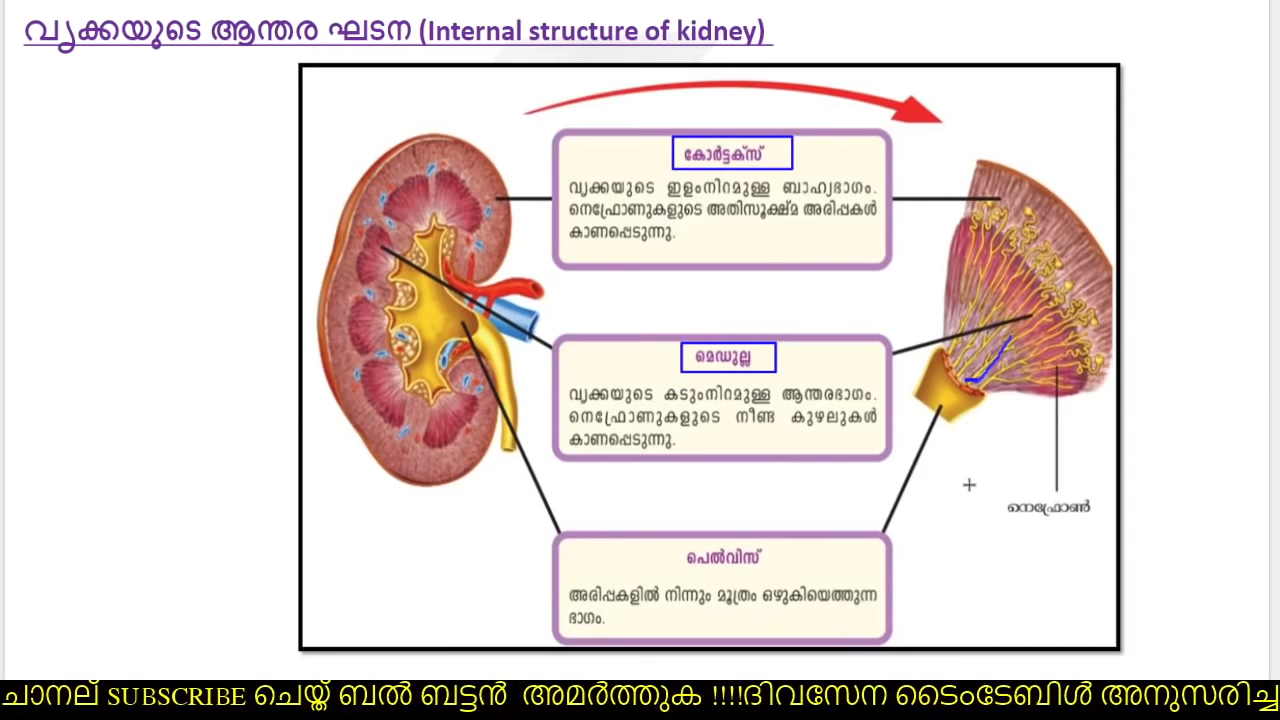 വൃക്കയുടെ ആന്തര ഘടന (Internal structure of kidney)
കോർട്ടക്സ്
വൃക്കയുടെ ഇളംനിറമുള്ള ബാഹ്യഭാഗം.
നെഫ്രോണുകളുടെ അതിസൂക്ഷ്മ അരിപ്പകൾ
കാണപ്പെടുന്നു.
മെഡുല്ല
വൃക്കയുടെ കടുംനിറമുള്ള ആന്തരഭാഗം.
നെഫ്രോണുകളുടെ നീണ്ട കുഴലുകൾ
കാണപ്പെടുന്നു.
നെഫ്രോൺ
പെൽവിസ്
അരിപ്പകളിൽ നിന്നും മൂത്രം ഒഴുകിയെത്തുന്ന
ഭാഗം.
ചാനല് SUBSCRIBE ചെയ്ത് ബൽ ബട്ടൻ അമർത്തുക !!!!ദിവസേന ടൈംടേബിൾ അനുസരിച്ച